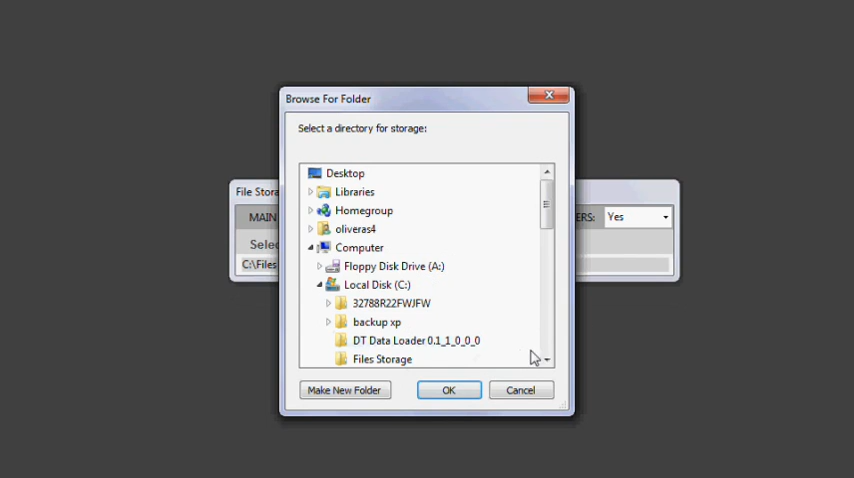 Browse For Folder
Select a directory for storage:
Desktop
Libraries
Homegroup
oliveras4
Computer
Floppy Disk Drive (A:)
Local Disk (C:)
32788R22FWJFW
backup xp
DT Data Loader 0.1_1_0_0_0
Files Storage
Make New Folder
OK
Cancel
File Stora
MAIN
ERS:
Yes
Selec
C:\Files